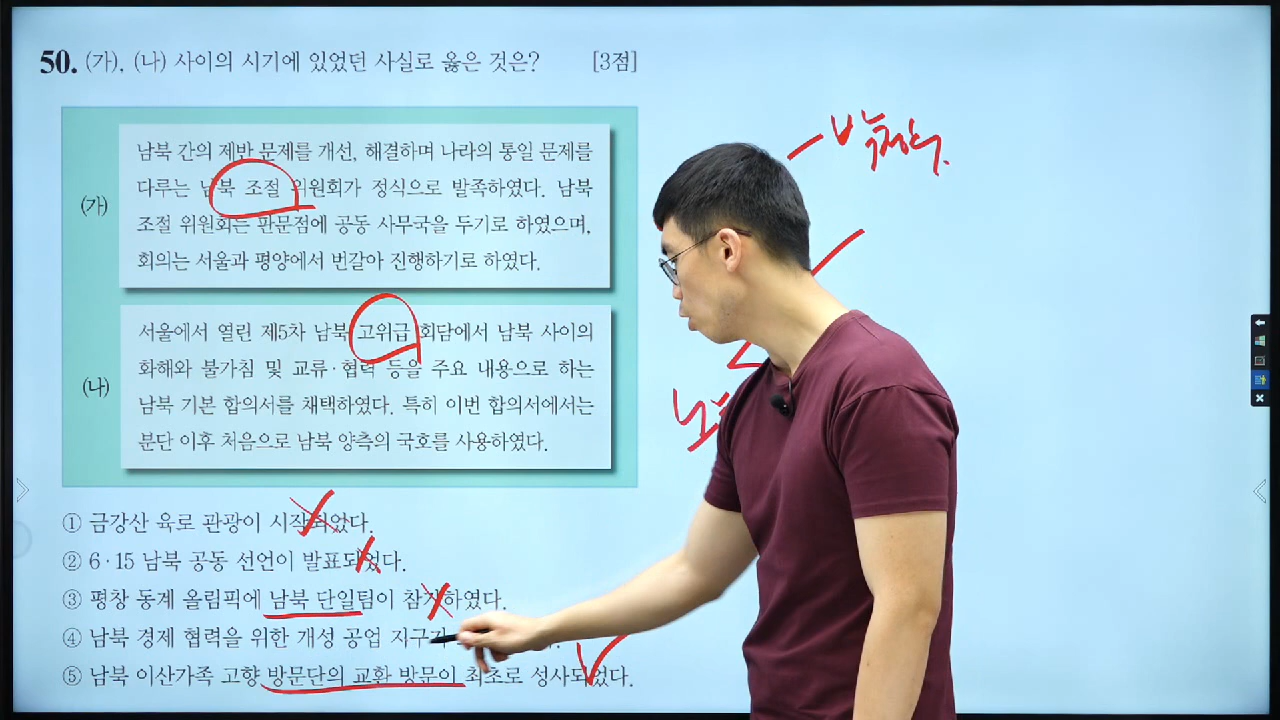 50. (가), (나) 사이의 시기에 있었던 사실로 옳은 것은? [3점]
(가)
남북 간의 제반 문제를 개선, 해결하며 나라의 통일 문제를
다루는 남북 조절 위원회가 정식으로 발족하였다. 남북
조절 위원회는 판문점에 공동 사무국을 두기로 하였으며,
회의는 서울과 평양에서 번갈아 진행하기로 하였다.
(나)
서울에서 열린 제5차 남북 고위급 회담에서 남북 사이의
화해와 불가침 및 교류·협력 등을 주요 내용으로 하는
남북 기본 합의서를 채택하였다. 특히 이번 합의서에서는
분단 이후 처음으로 남북 양측의 국호를 사용하였다.
① 금강산 육로 관광이 시작되었다.
② 6·15 남북 공동 선언이 발표되었다.
③ 평창 동계 올림픽에 남북 단일팀이 참가하였다.
④ 남북 경제 협력을 위한 개성 공업 지구가
⑤ 남북 이산가족 고향 방문단의 교환 방문이 최초로 성사되었다.